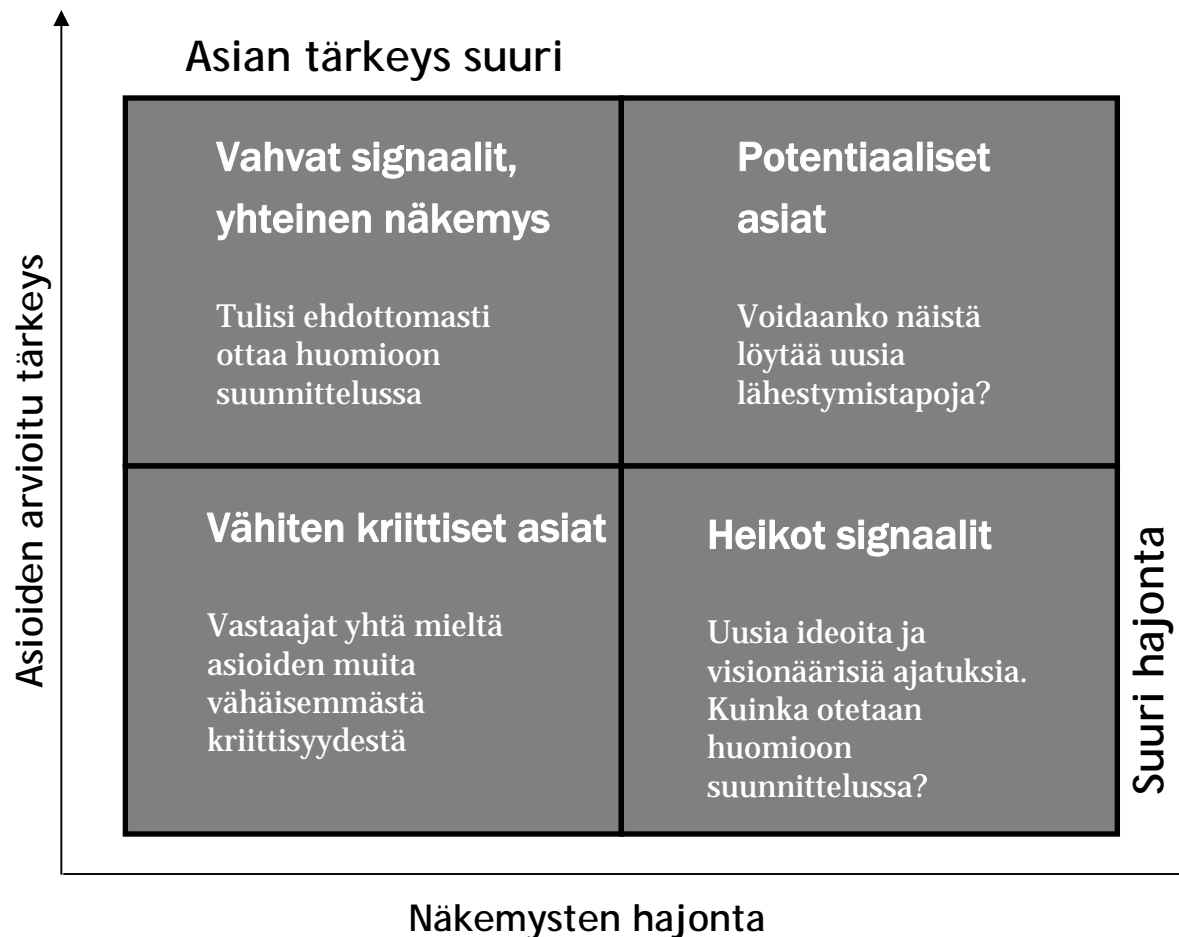 Asian tärkeys suuri
Asioiden arvioitu tärkeys
Vahvat signaalit,
yhteinen näkemys
Tulisi ehdottomasti
ottaa huomioon
suunnittelussa
Potentiaaliset
asiat
Voidaanko näistä
löytää uusia
lähestymistapoja?
Vähiten kriittiset asiat
Vastaajat yhtä mieltä
asioiden muita
vähäisemmästä
kriittisyydestä
Heikot signaalit
Uusia ideoita ja
visionäärisiä ajatuksia.
Kuinka otetaan
huomioon
suunnittelussa?
Suuri hajonta
Näkemysten hajonta